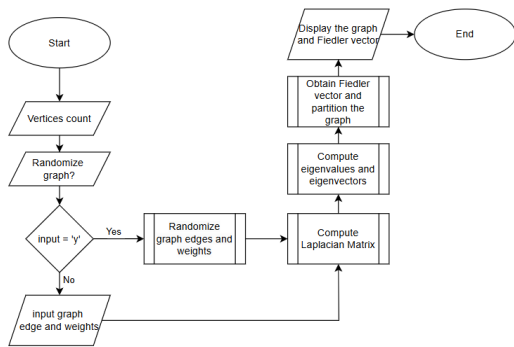 Start
Vertices count
Randomize
graph?
input = 'y'
Yes
No
input graph
edge and weights
Randomize
graph edges and
weights
Compute
Laplacian Matrix
Compute
eigenvalues and
eigenvectors
Obtain Fiedler
vector and
partition the
graph
Display the graph
and Fiedler vector
End